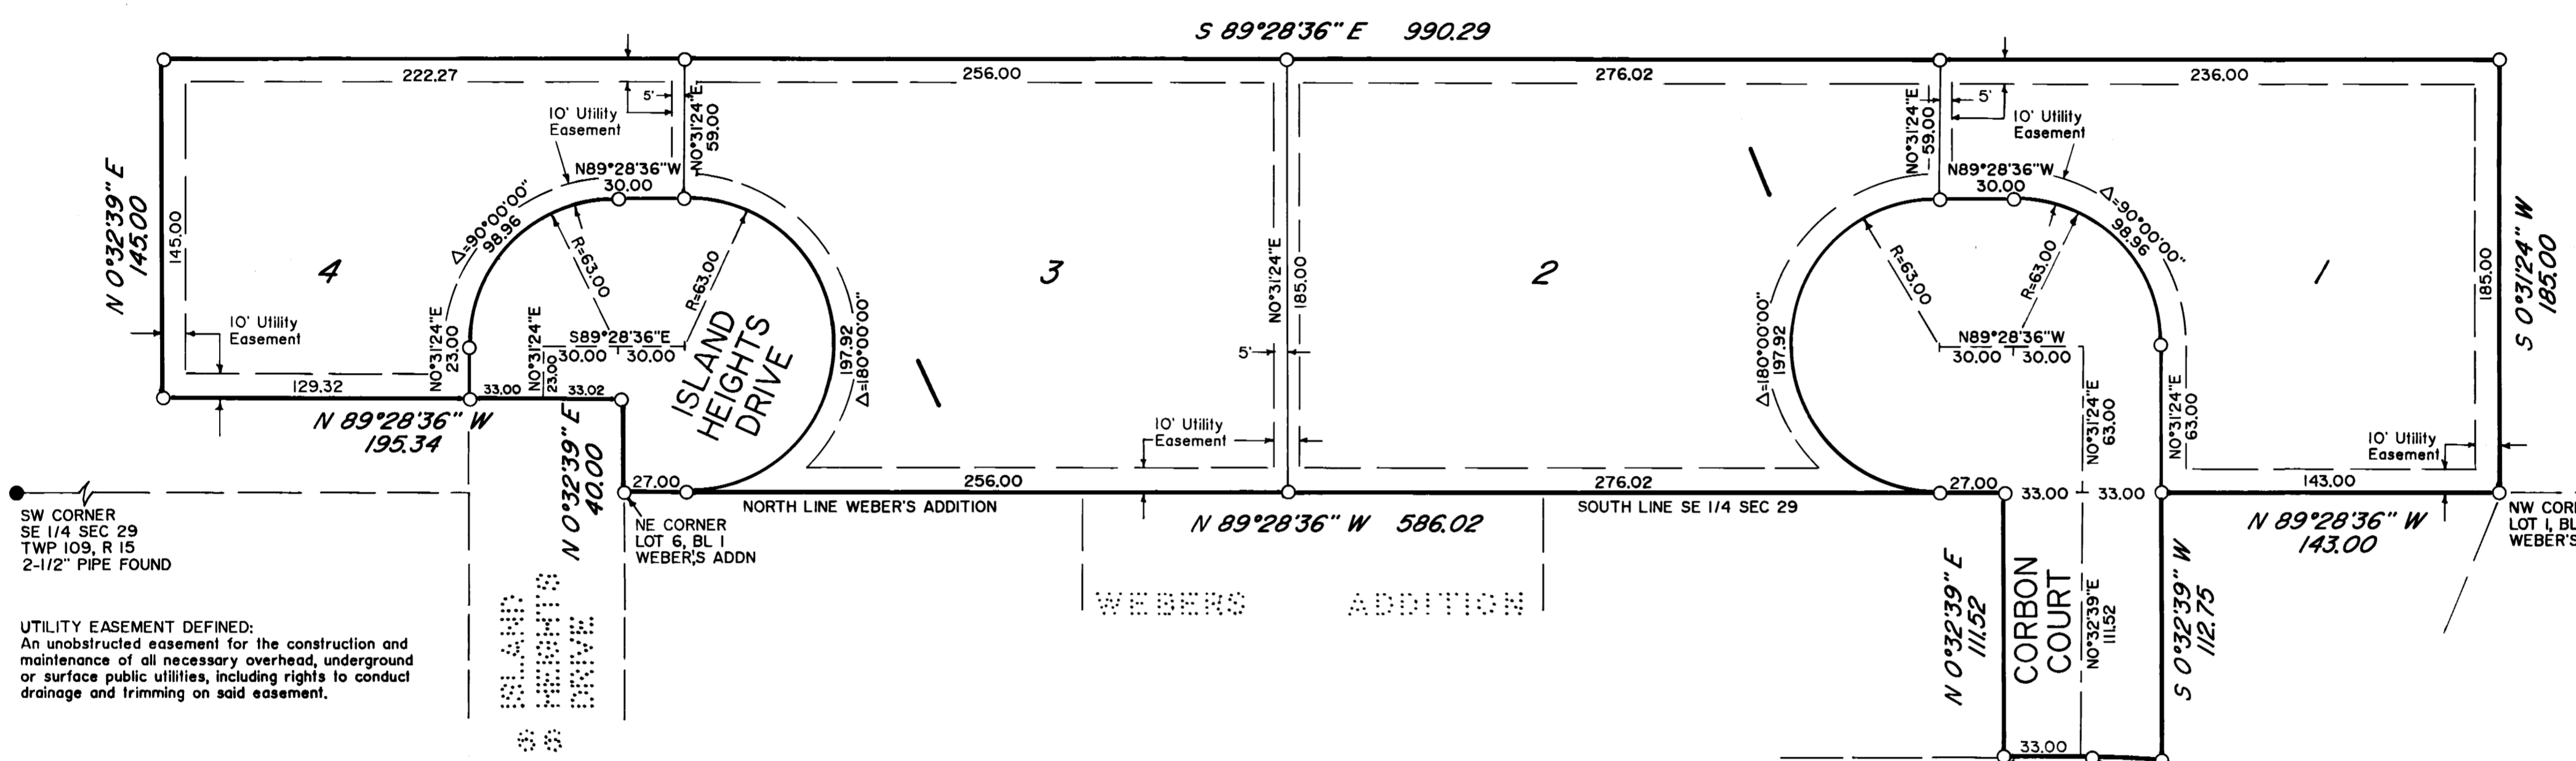 S 89°28'36" E 990.29
222.27
256.00
276.02
236.00
5'
5'
10' Utility
Easement
N0°31'24"E
59.00
N0°31'24"E
59.00
10' Utility
Easement
N89°28'36"W
30.00
N89°28'36"W
30.00
N 0°32'39" E
145.00
145.00
Δ=90°00'00"
98.96
R=63.00
R=63.00
4
3
2
1
N0°31'24"E
185.00
R=63.00
R=63.00
Δ=90°00'00"
98.96
185.00
S 0°31'24" W
185.00
10' Utility
Easement
N0°31'24"E
23.00
N0°31'24"E
23.00
S89°28'36"E
30.00 30.00
ISLAND
HEIGHTS
DRIVE
197.92
Δ=180°00'00"
5'
Δ=180°00'00"
197.92
N89°28'36"W
30.00 30.00
N0°31'24"E
63.00
N0°31'24"E
63.00
129.32
33.00
33.02
N 89°28'36" W
195.34
N 0°32'39" E
40.00
10' Utility
Easement
10' Utility
Easement
27.00
256.00
276.02
27.00
33.00
33.00
143.00
SW CORNER
SE 1/4 SEC 29
TWP 109, R 15
2-1/2" PIPE FOUND
NE CORNER
LOT 6, BL 1
WEBER'S ADDN
NORTH LINE WEBER'S ADDITION
N 89°28'36" W 586.02
SOUTH LINE SE 1/4 SEC 29
N 89°28'36" W
143.00
NW COR
LOT 1, BL
WEBER'S
N 0°32'39" E
111.52
CORBON
COURT
N0°32'39"E
111.52
S 0°32'39" W
112.75
WEBERS ADDITION
ISLAND
HEIGHTS
DRIVE
66
UTILITY EASEMENT DEFINED:
An unobstructed easement for the construction and
maintenance of all necessary overhead, underground
or surface public utilities, including rights to conduct
drainage and trimming on said easement.
33.00